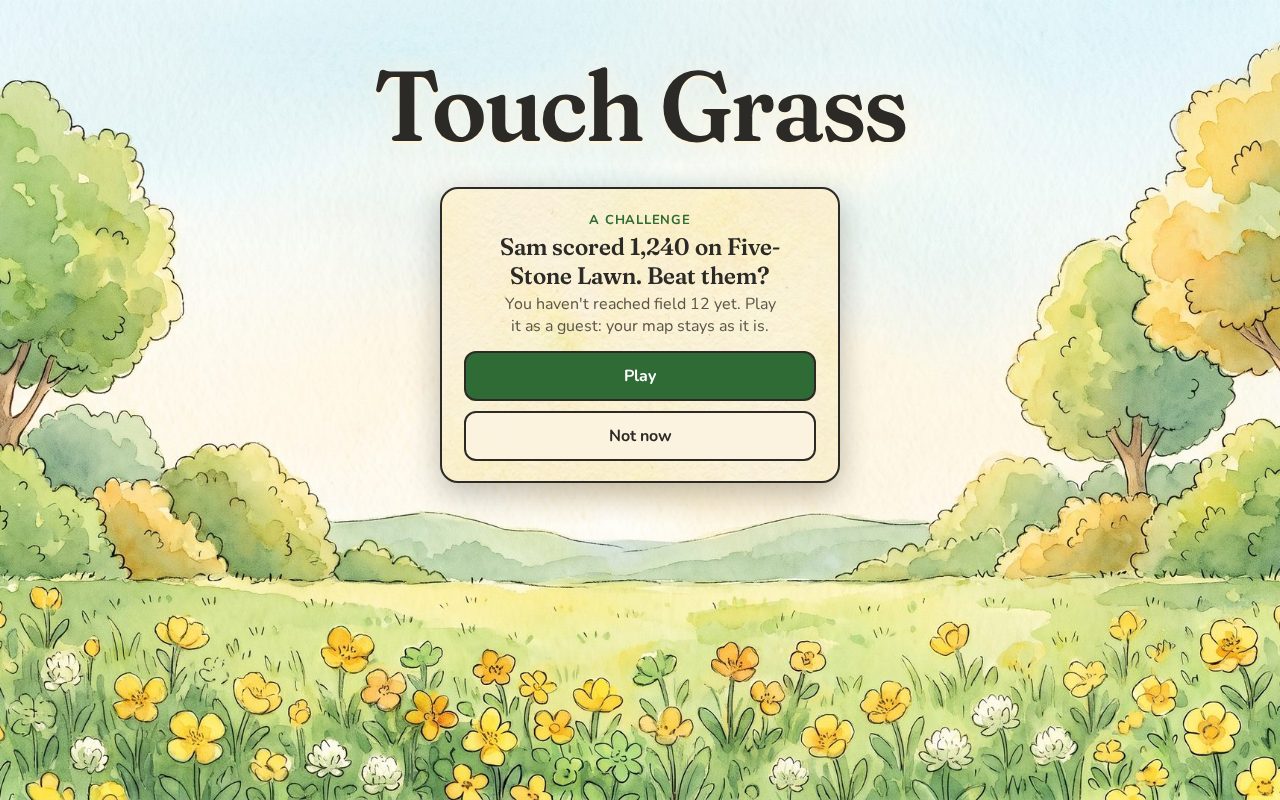 Touch Grass
A CHALLENGE
Sam scored 1,240 on Five-
Stone Lawn. Beat them?
You haven't reached field 12 yet. Play
it as a guest: your map stays as it is.
Play
Not now